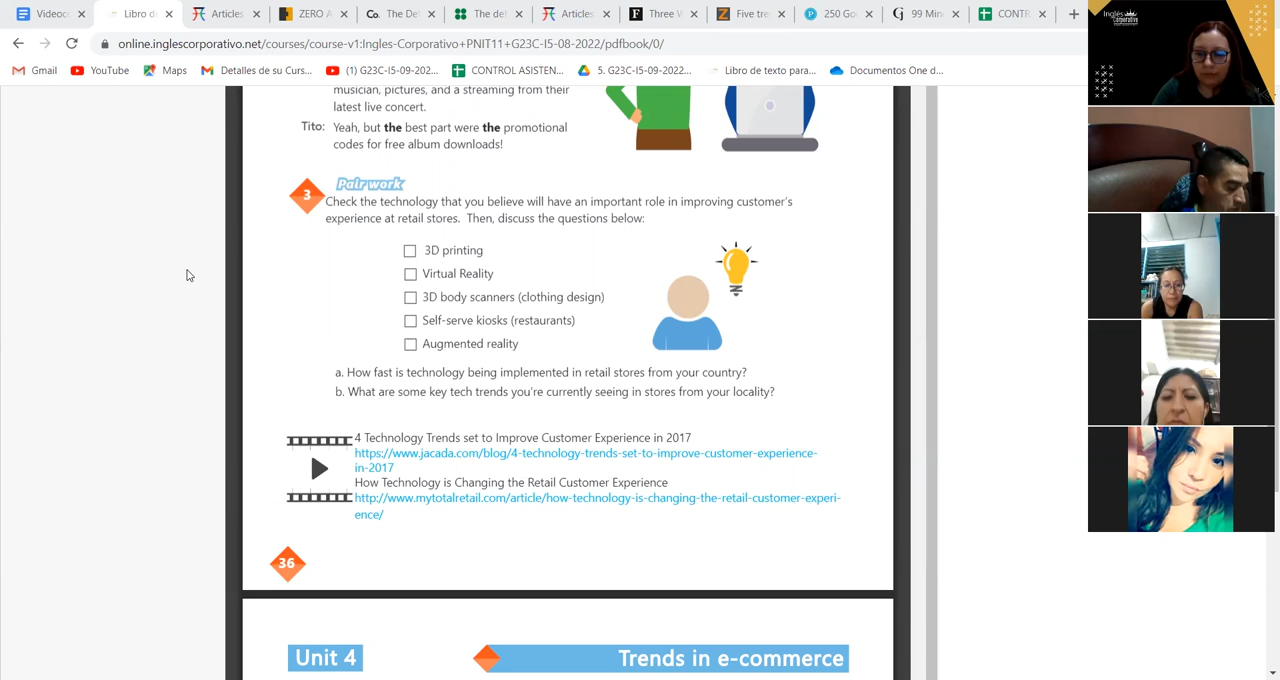 Videoc
Libro de
Articles
ZERO A
Co. The Det
The del
Articles
Three W
Five tre
250 Go
99 Min
CONTR
online.inglescorporativo.net/courses/course-v1:Ingles-Corporativo+PNIT11+G23C-I5-08-2022/pdfbook/0/
Gmail
YouTube
Maps
Detalles de su Curs...
(1) G23C-I5-09-202...
CONTROL ASISTEN...
5. G23C-I5-09-2022...
Libro de texto para...
Documentos One d...
Inglés
Corporativo
musician, pictures, and a streaming from their
latest live concert.
Tito: Yeah, but the best part were the promotional
codes for free album downloads!
3
Pair work
Check the technology that you believe will have an important role in improving customer's
experience at retail stores. Then, discuss the questions below:
3D printing
Virtual Reality
3D body scanners (clothing design)
Self-serve kiosks (restaurants)
Augmented reality
a. How fast is technology being implemented in retail stores from your country?
b. What are some key tech trends you're currently seeing in stores from your locality?
4 Technology Trends set to Improve Customer Experience in 2017
https://www.jacada.com/blog/4-technology-trends-set-to-improve-customer-experience-
in-2017
How Technology is Changing the Retail Customer Experience
http://www.mytotalretail.com/article/how-technology-is-changing-the-retail-customer-experi-
ence/
36
Unit 4
Trends in e-commerce